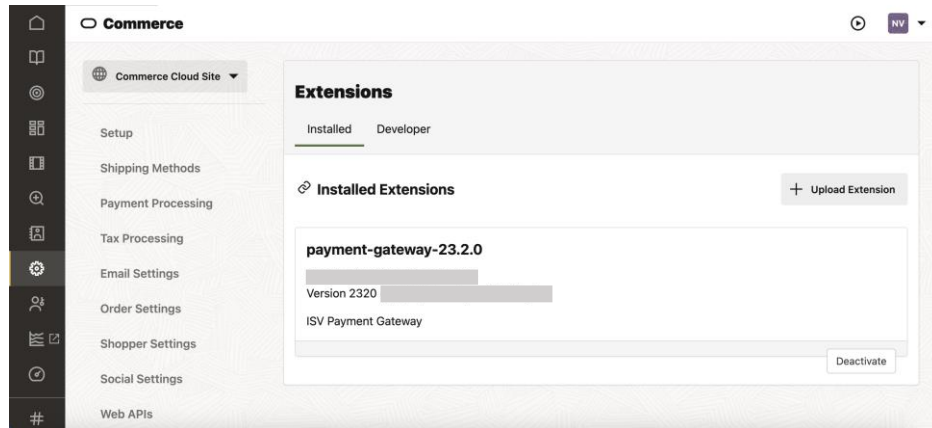 Commerce
NV
Commerce Cloud Site
Setup
Shipping Methods
Payment Processing
Tax Processing
Email Settings
Order Settings
Shopper Settings
Social Settings
Web APIs
#
Extensions
Installed Developer
Installed Extensions
+ Upload Extension
payment-gateway-23.2.0
Version 2320
ISV Payment Gateway
Deactivate